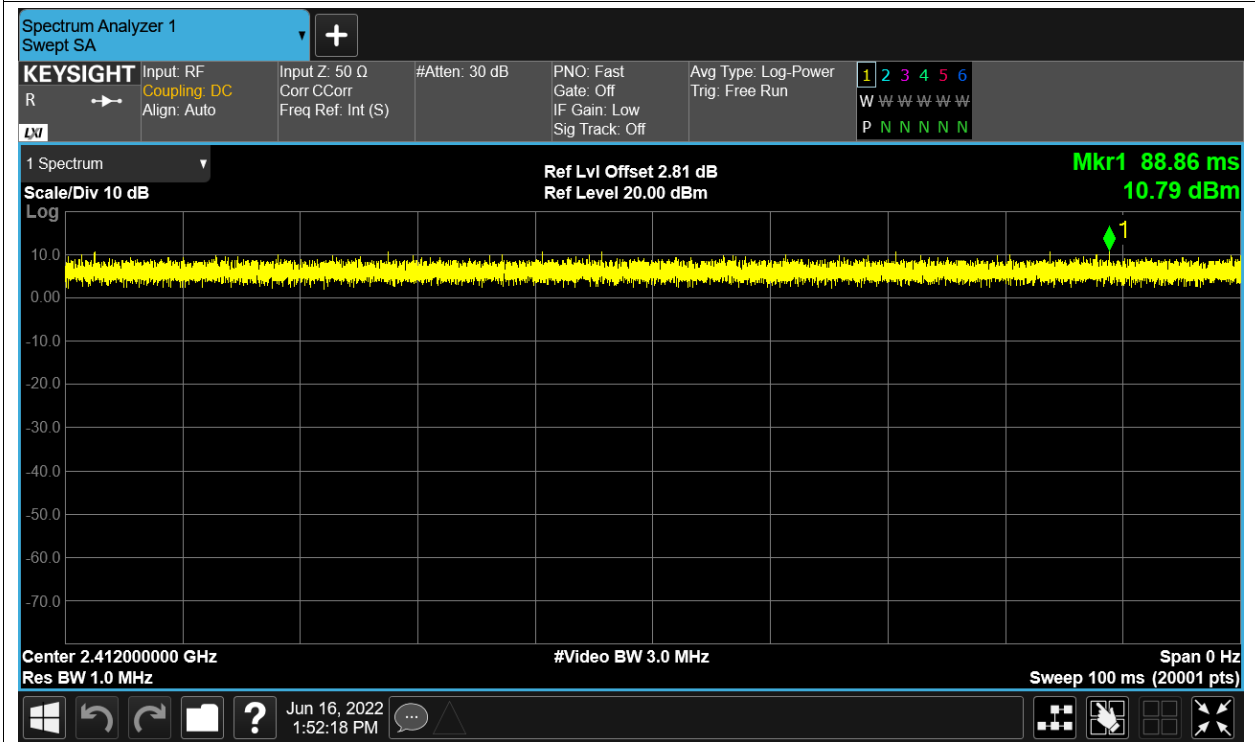 Spectrum Analyzer 1
Swept SA
KEYSIGHT
R
LXI
Input: RF
Coupling: DC
Align: Auto
Input Z: 50 Ω
Corr CCorr
Freq Ref: Int (S)
#Atten: 30 dB
PNO: Fast
Gate: Off
IF Gain: Low
Sig Track: Off
Avg Type: Log-Power
Trig: Free Run
1 2 3 4 5 6
W W W W W W
P N N N N N
1 Spectrum
Scale/Div 10 dB
Log
Ref Lvl Offset 2.81 dB
Ref Level 20.00 dBm
Mkr1 88.86 ms
10.79 dBm
1
10.0
0.00
-10.0
-20.0
-30.0
-40.0
-50.0
-60.0
-70.0
Center 2.412000000 GHz
Res BW 1.0 MHz
#Video BW 3.0 MHz
Span 0 Hz
Sweep 100 ms (20001 pts)
?
Jun 16, 2022
1:52:18 PM